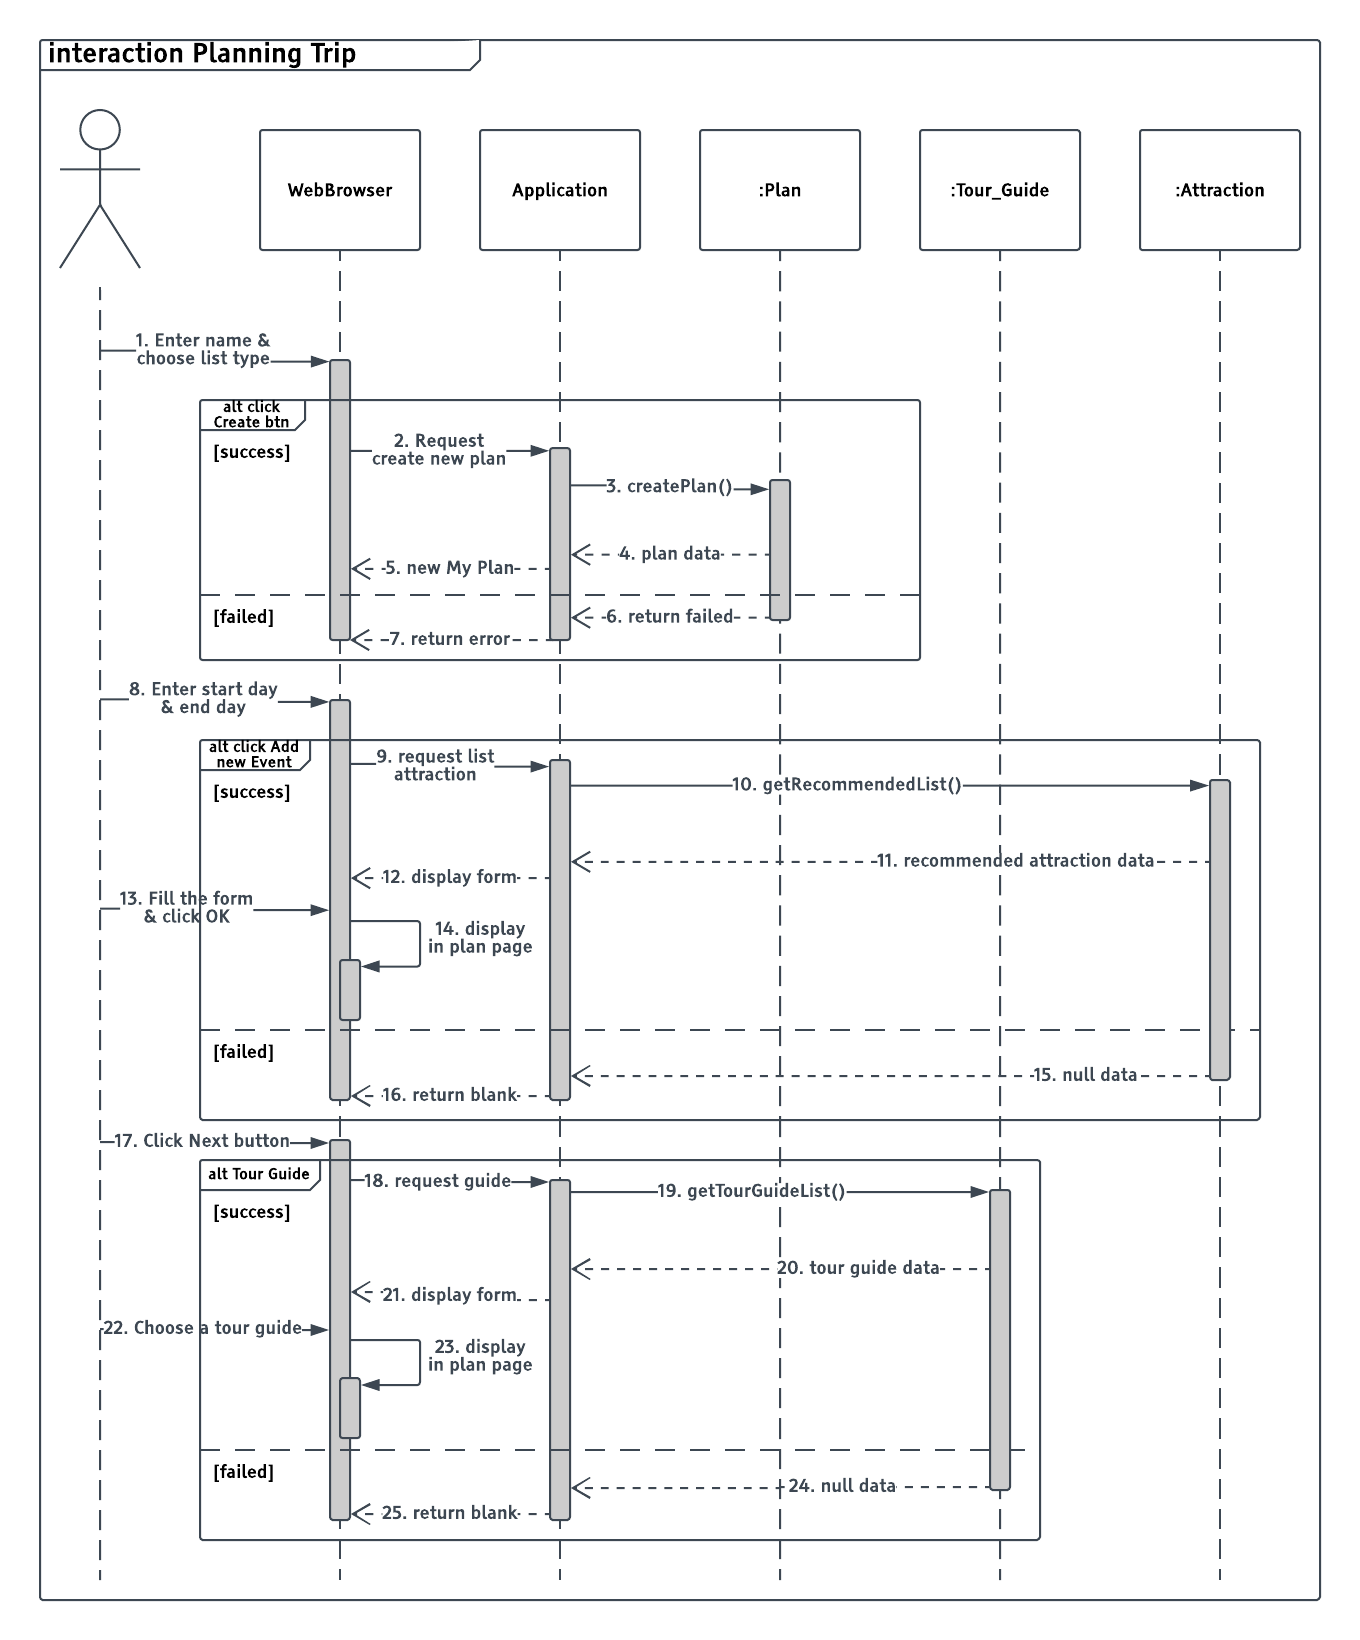 interaction Planning Trip
WebBrowser
Application
:Plan
:Tour_Guide
:Attraction
1. Enter name &
choose list type
alt click
Create btn
[success]
2. Request
create new plan
3. createPlan()
4. plan data
5. new My Plan
[failed]
6. return failed
7. return error
8. Enter start day
& end day
alt click Add
new Event
[success]
9. request list
attraction
10. getRecommendedList()
11. recommended attraction data
12. display form
13. Fill the form
& click OK
14. display
in plan page
[failed]
15. null data
16. return blank
17. Click Next button
alt Tour Guide
[success]
18. request guide
19. getTourGuideList()
20. tour guide data
21. display form
22. Choose a tour guide
23. display
in plan page
[failed]
24. null data
25. return blank